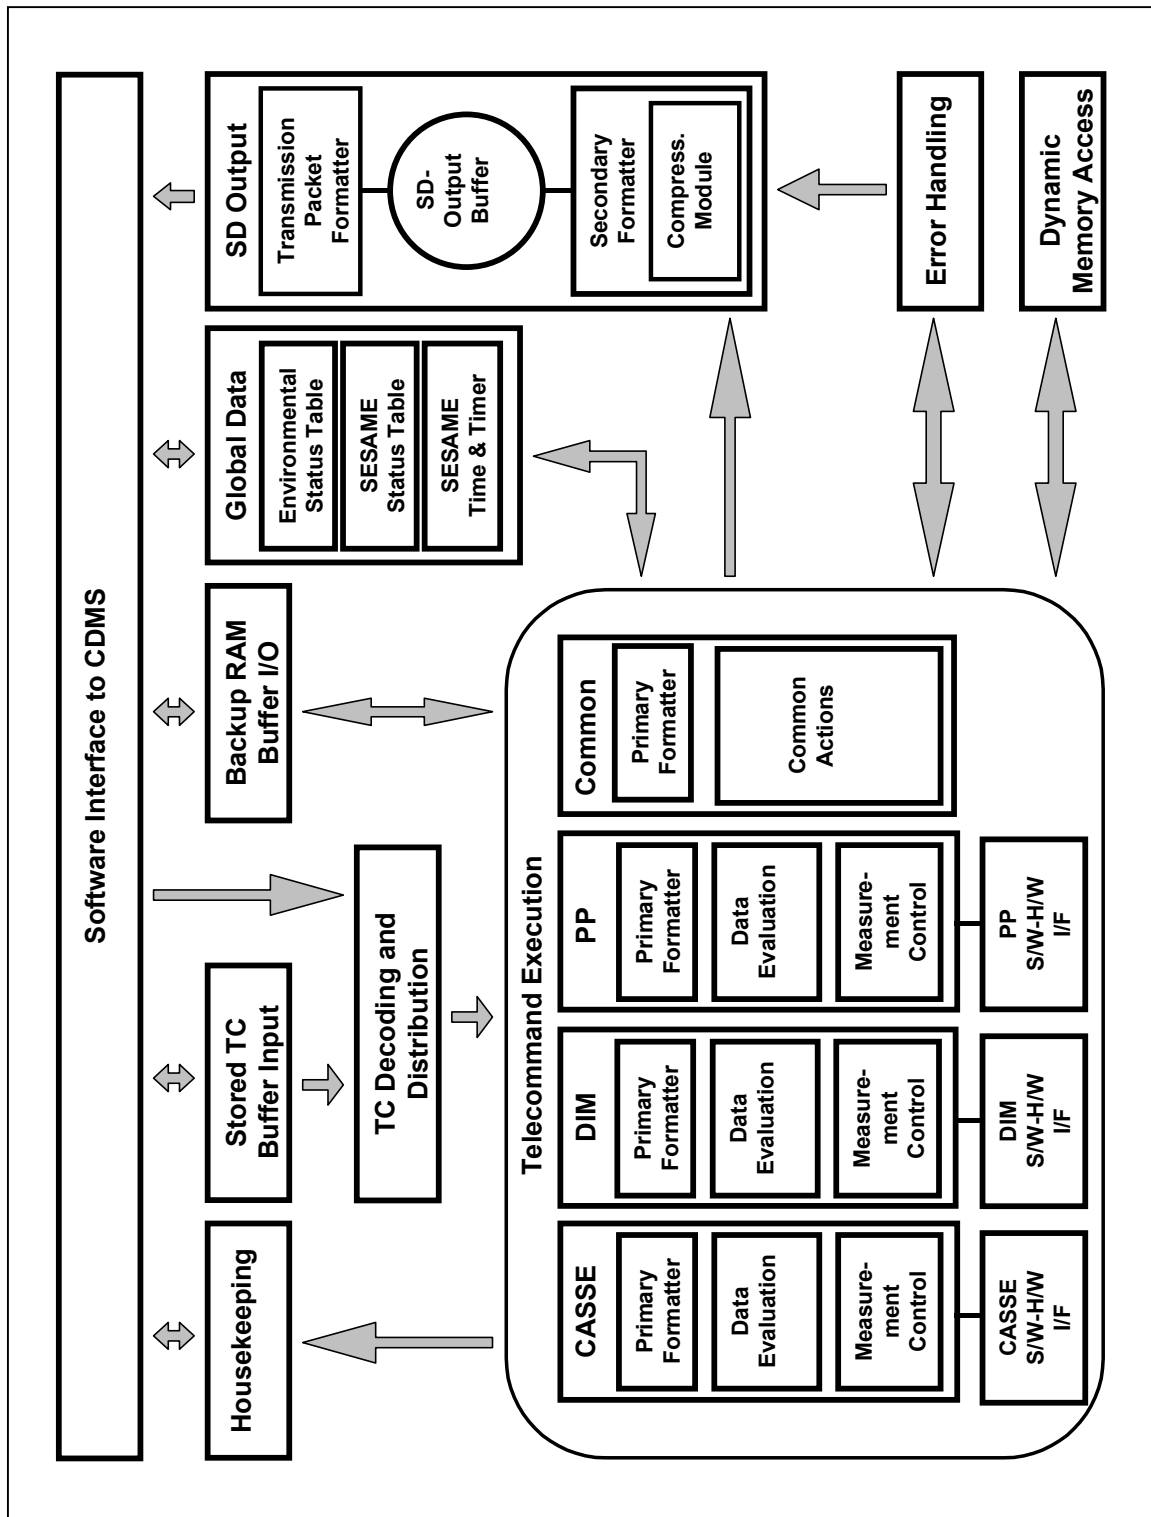 Software Interface to CDMS
Housekeeping
Stored TC
Buffer Input
Backup RAM
Buffer I/O
Global Data
Environmental
Status Table
SESAME
Status Table
SESAME
Time & Timer
SD Output
Transmission
Packet
Formatter
SD-
Output
Buffer
Secondary
Formatter
Compress.
Module
TC Decoding and
Distribution
Telecommand Execution
CASSE
Primary
Formatter
Data
Evaluation
Measure-
ment
Control
CASSE
S/W-H/W
I/F
DIM
Primary
Formatter
Data
Evaluation
Measure-
ment
Control
DIM
S/W-H/W
I/F
PP
Primary
Formatter
Data
Evaluation
Measure-
ment
Control
PP
S/W-H/W
I/F
Common
Primary
Formatter
Common
Actions
Error Handling
Dynamic
Memory Access